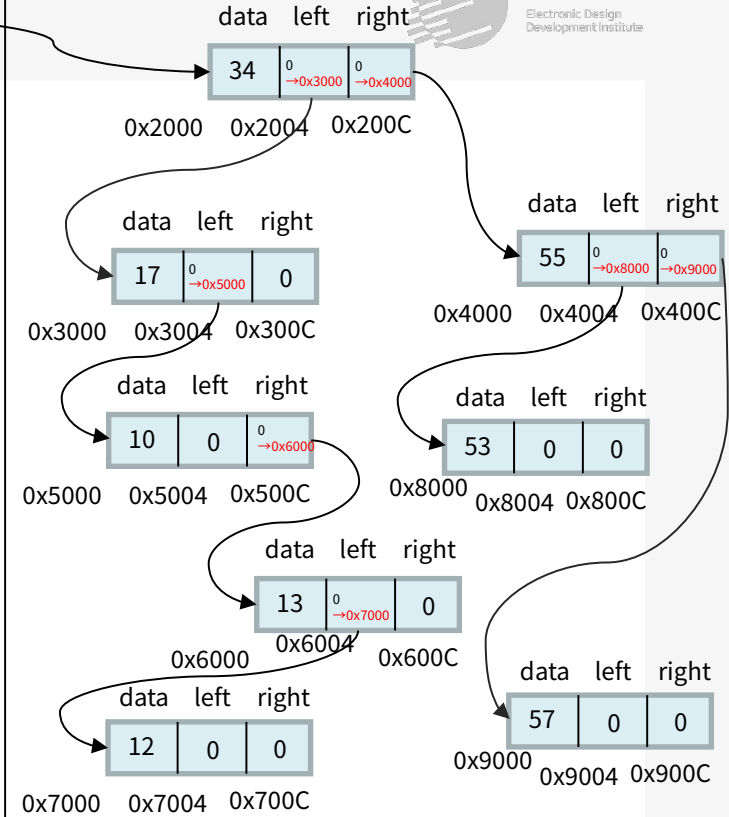 data left right
Electronic Design
Development Institute
34
0
→0x3000
0
→0x4000
0x2000 0x2004 0x200C
data left right
17
0
→0x5000
0
0x3000 0x3004 0x300C
data left right
55
0
→0x8000
0
→0x9000
0x4000 0x4004 0x400C
data left right
10
0
0
→0x6000
0x5000 0x5004 0x500C
data left right
53
0
0
0x8000 0x8004 0x800C
data left right
13
0
→0x7000
0
0x6000 0x6004 0x600C
data left right
12
0
0
0x7000 0x7004 0x700C
data left right
57
0
0
0x9000 0x9004 0x900C